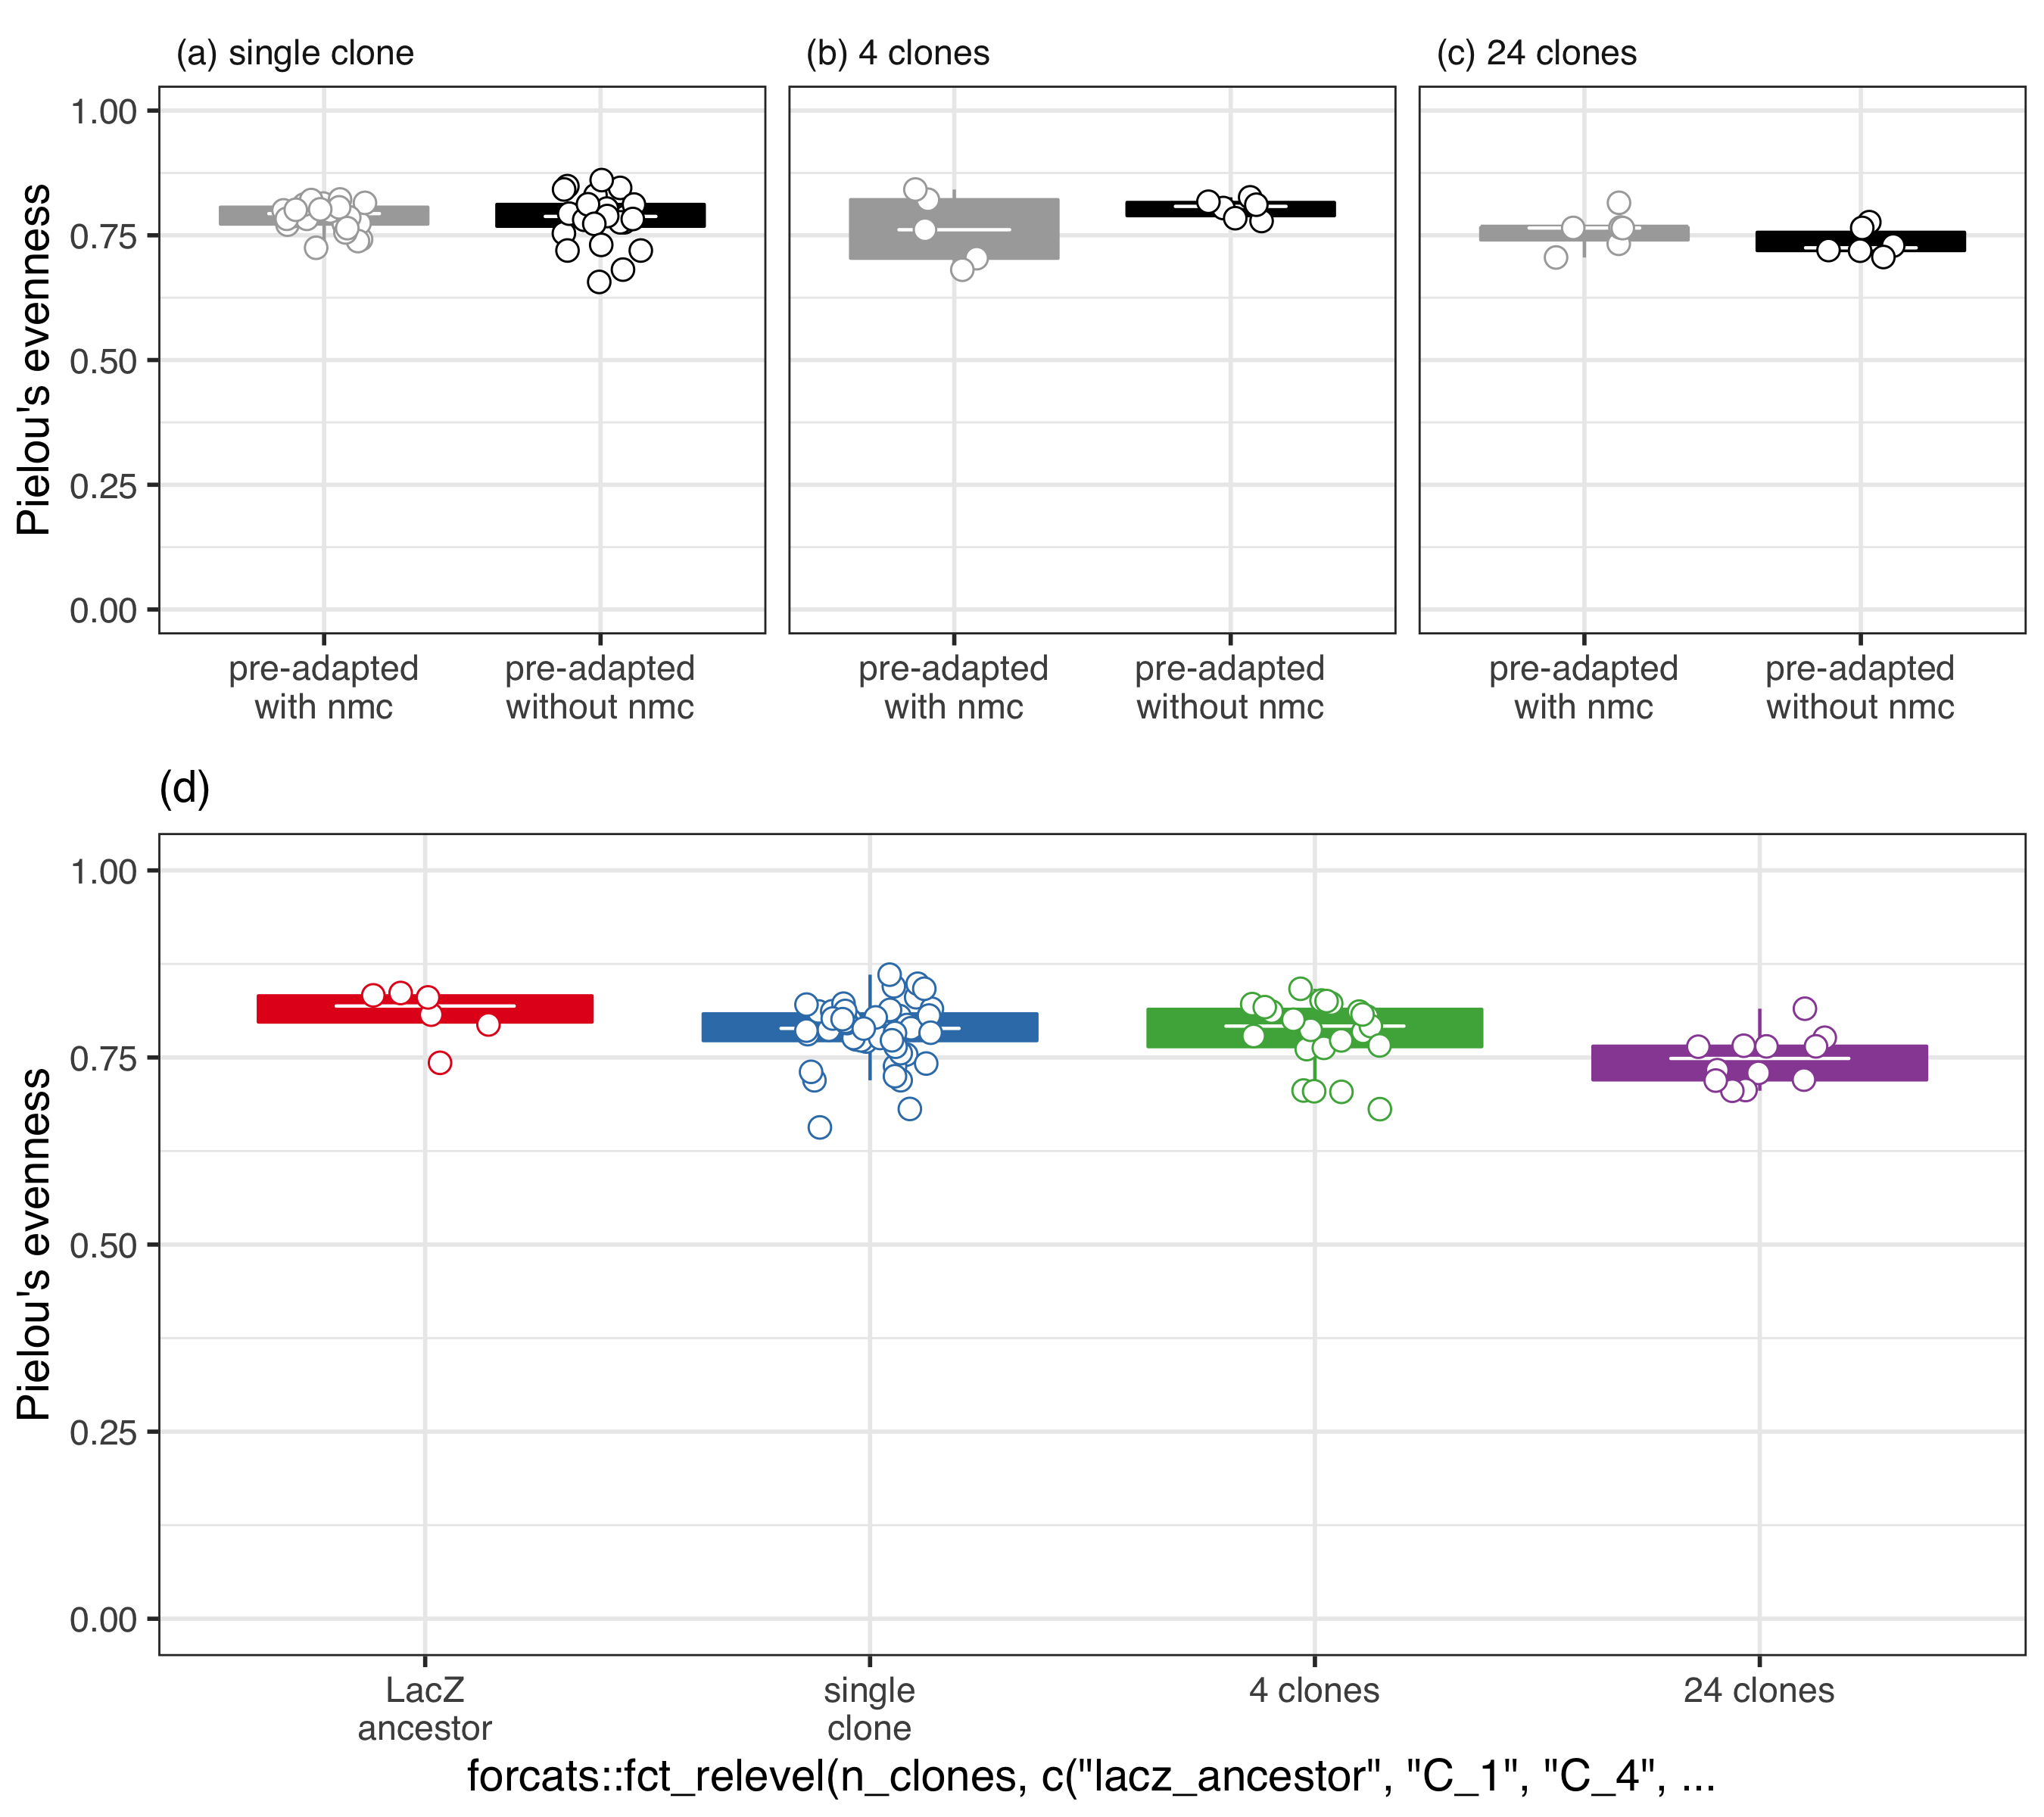 (a) single clone
(b) 4 clones
(c) 24 clones
Pielou's evenness
1.00
0.75
0.50
0.25
0.00
pre-adapted
with nmc
pre-adapted
without nmc
pre-adapted
with nmc
pre-adapted
without nmc
pre-adapted
with nmc
pre-adapted
without nmc
(d)
Pielou's evenness
1.00
0.75
0.50
0.25
0.00
LacZ
ancestor
single
clone
4 clones
24 clones
forcats::fct_relevel(n_clones, c("lacz_ancestor", "C_1", "C_4", ...